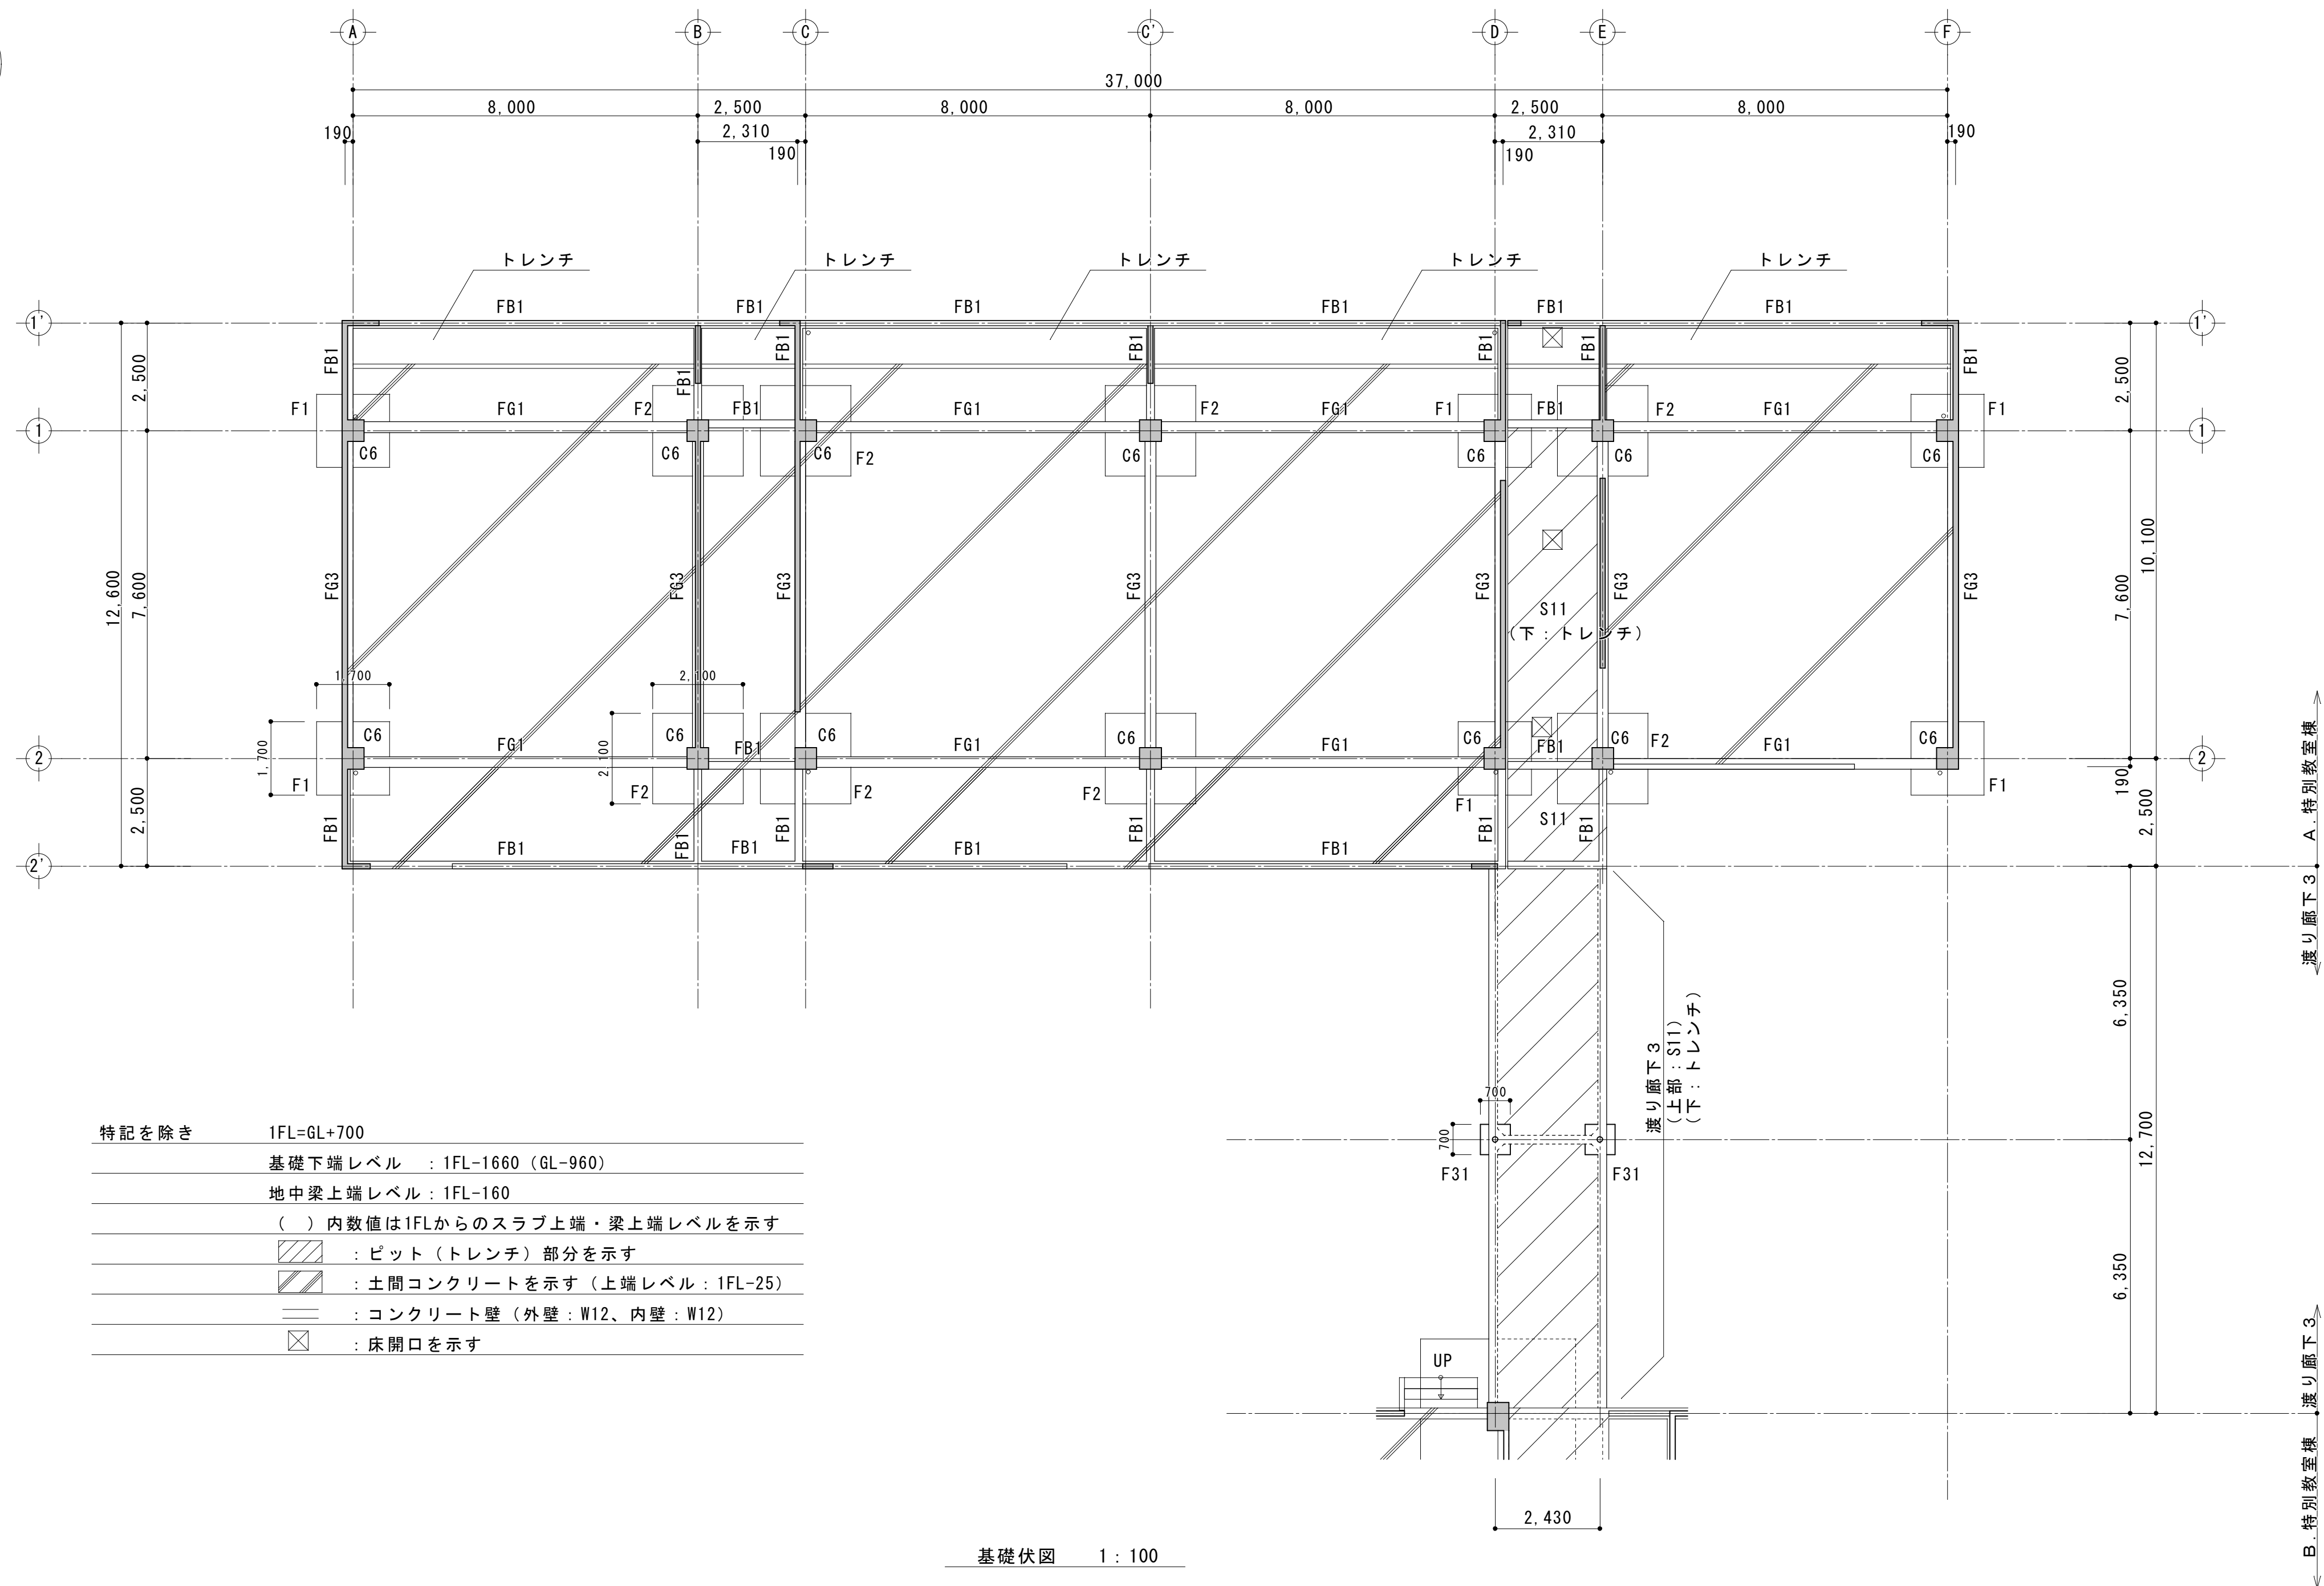 A B C C' D E F
37,000
8,000 2,500 8,000 8,000 2,500 8,000
190 2,310 2,310 190
190 190
トレンチ トレンチ トレンチ トレンチ トレンチ
FB1 FB1 FB1 FB1 FB1 FB1
1' 1'
FB1 FB1 FB1 FB1 FB1 FB1 FB1
2,500 2,500
F1 FG1 F2 FB1 FG1 F2 FG1 F1 FB1 F2 FG1 F1
1 1
C6 C6 C6 F2 C6 C6 C6 C6
12,600 7,600 7,600 10,100
FG3 FG3 FG3 FG3 FG3 FG3 FG3
S11
(下:トレンチ)
1,700 2,100
C6 C6 C6 C6 C6 C6 F2 C6
1,700 FG1 2,100 FB1 FG1 FG1 FB1 FG1
2 2
F1 F2 F2 F2 F1 F1
190
2,500 2,500
S11
FB1 FB1 FB1 FB1 FB1 FB1
FB1 FB1 FB1 FB1
2' A.特別教室棟
渡り廊下3
6,350
渡り廊下3
(上部:S11)
(下:トレンチ)
700
700
F31 F31
12,700
6,350
特記を除き 1FL=GL+700
基礎下端レベル :1FL-1660(GL-960)
地中梁上端レベル:1FL-160
( )内数値は1FLからのスラブ上端・梁上端レベルを示す
:ピット(トレンチ)部分を示す
:土間コンクリートを示す(上端レベル:1FL-25)
:コンクリート壁(外壁:W12、内壁:W12)
:床開口を示す
UP
渡り廊下3
B.特別教室棟
2,430
基礎伏図 1:100